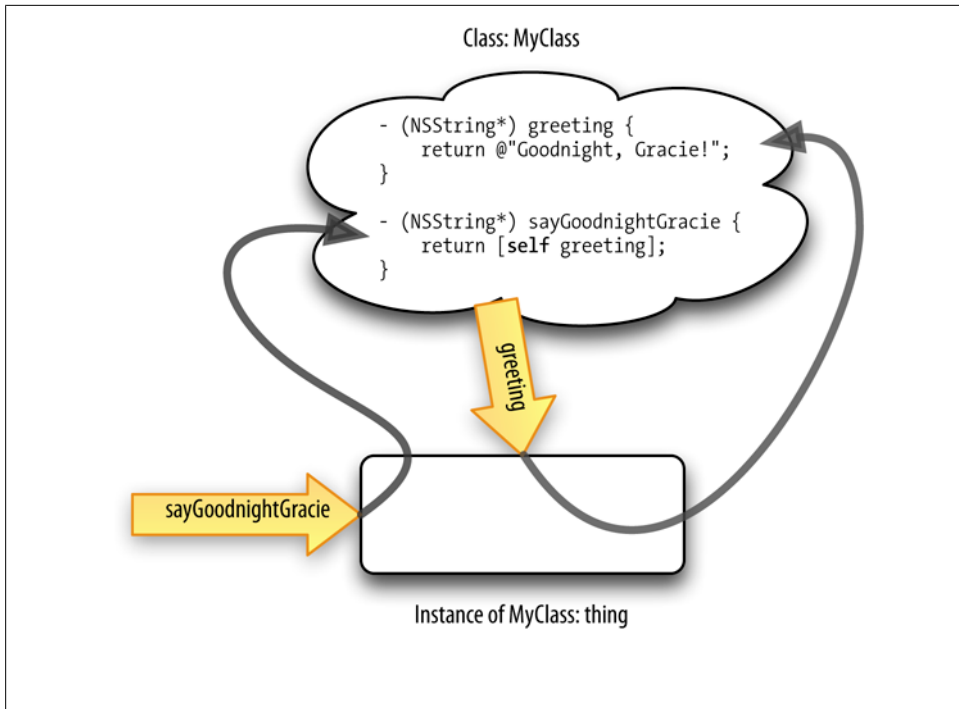 Class: MyClass
- (NSString*) greeting {
    return @"Goodnight, Gracie!";
}
- (NSString*) sayGoodnightGracie {
    return [self greeting];
}
greeting
sayGoodnightGracie
Instance of MyClass: thing